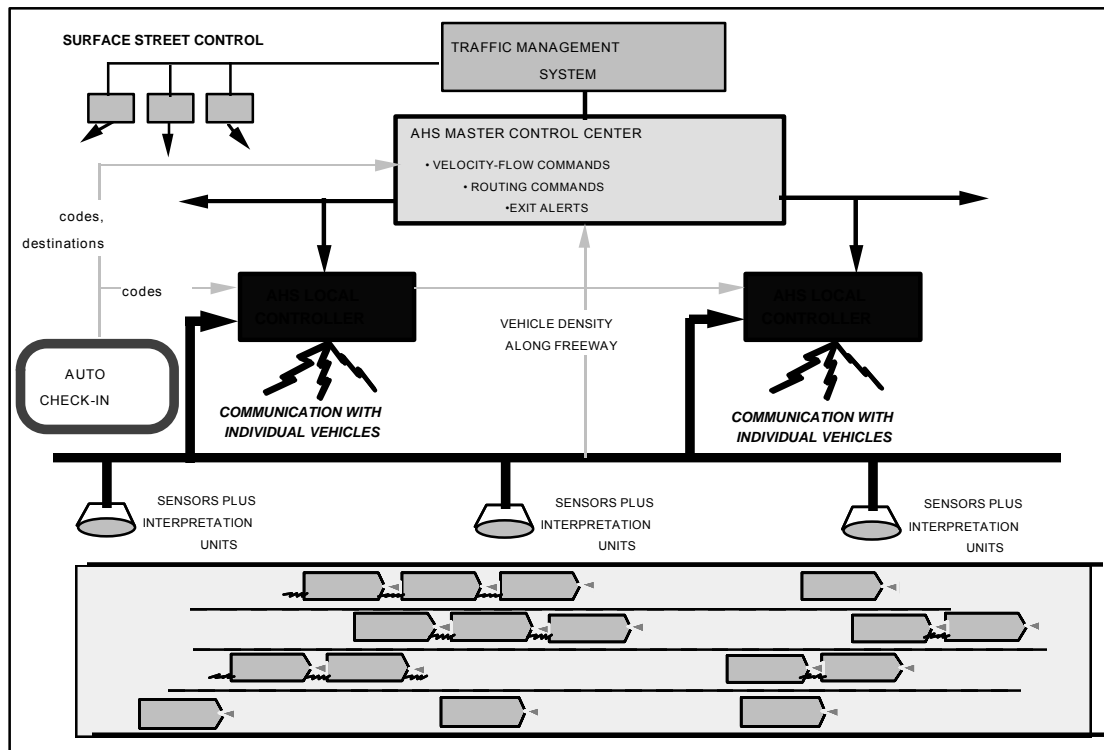 SURFACE STREET CONTROL
TRAFFIC MANAGEMENT
SYSTEM
AHS MASTER CONTROL CENTER
• VELOCITY-FLOW COMMANDS
• ROUTING COMMANDS
•EXIT ALERTS
codes,
destinations
codes
AHS LOCAL
CONTROLLER
AHS LOCAL
CONTROLLER
VEHICLE DENSITY
ALONG FREEWAY
AUTO
CHECK-IN
COMMUNICATION WITH
INDIVIDUAL VEHICLES
COMMUNICATION WITH
INDIVIDUAL VEHICLES
SENSORS PLUS
INTERPRETATION
UNITS
SENSORS PLUS
INTERPRETATION
UNITS
SENSORS PLUS
INTERPRETATION
UNITS